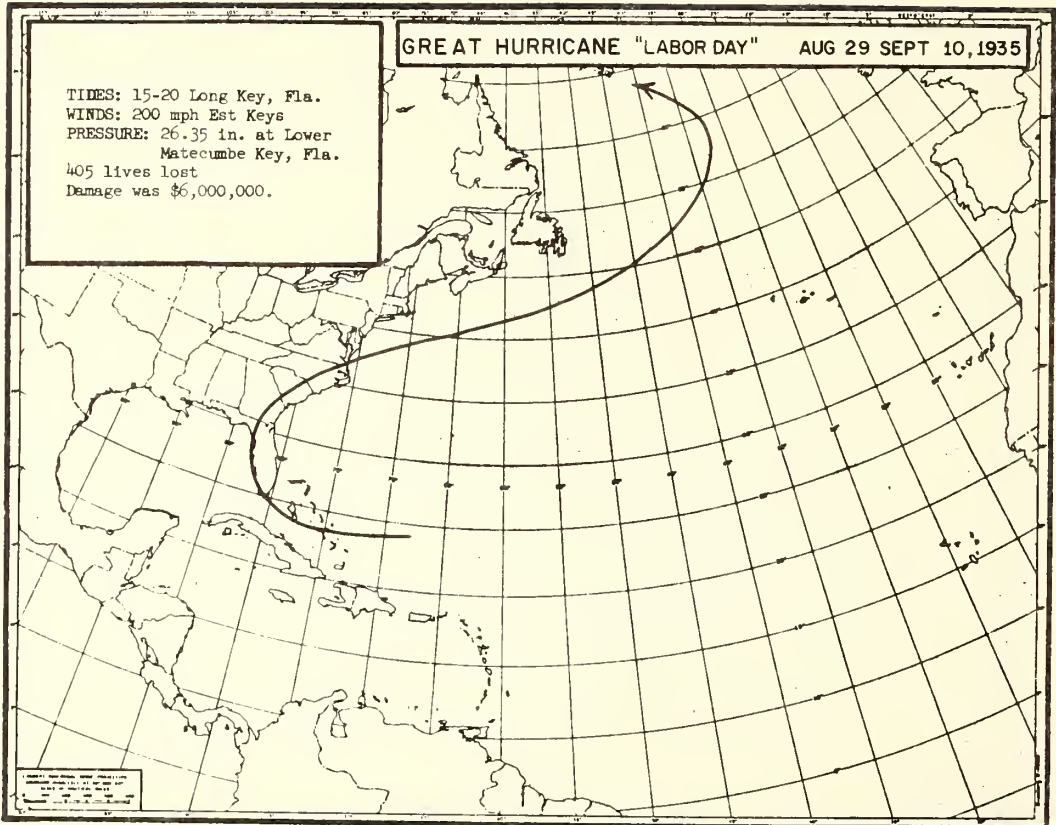 GREAT HURRICANE "LABOR DAY" AUG 29 SEPT 10, 1935
TIDES: 15-20 Long Key, Fla.
WINDS: 200 mph Est Keys
PRESSURE: 26.35 in. at Lower
Matecumbe Key, Fla.
405 lives lost
Damage was $6,000,000.